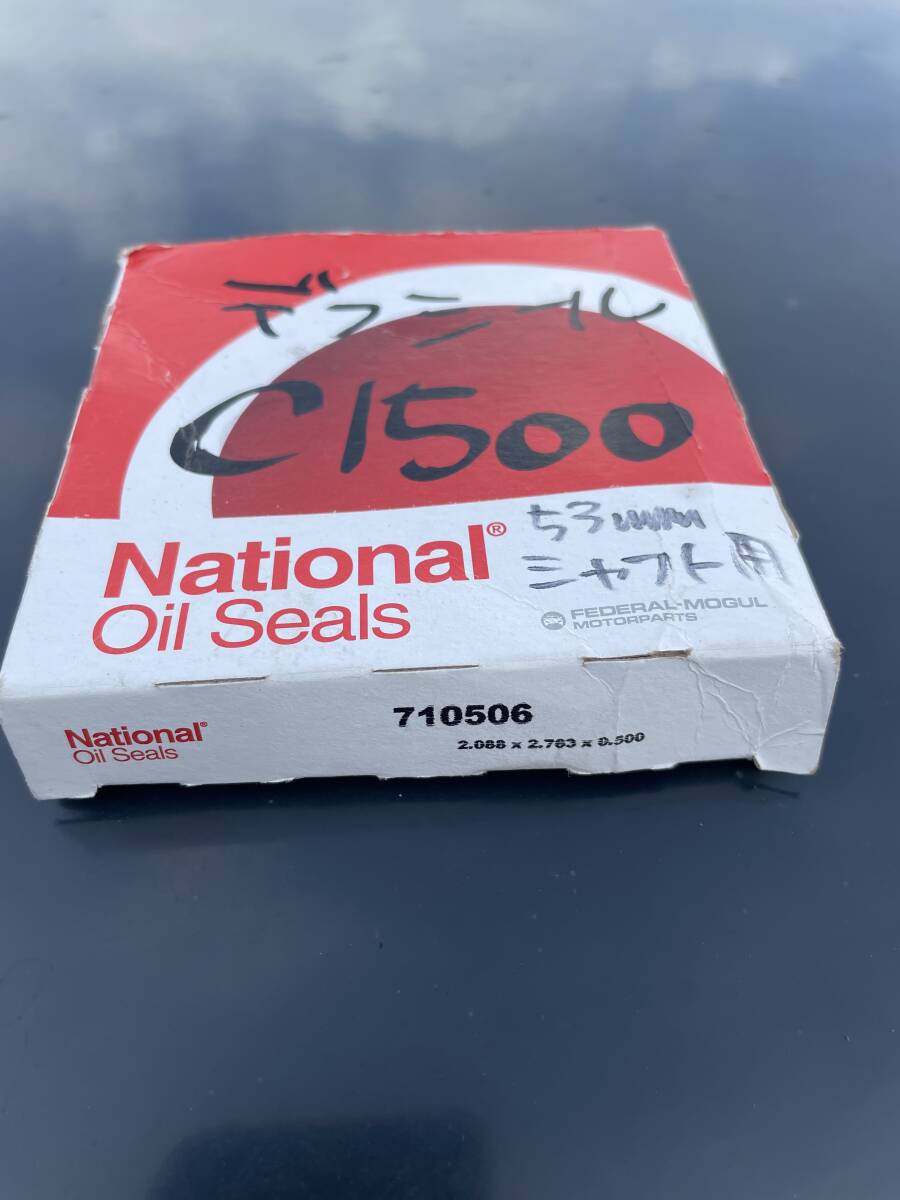 デフシール
C1500
National®
Oil Seals
53mm
シャフト用
FEDERAL-MOGUL
MOTORPARTS
National®
Oil Seals
710506
2.088 x 2.783 x 0.500